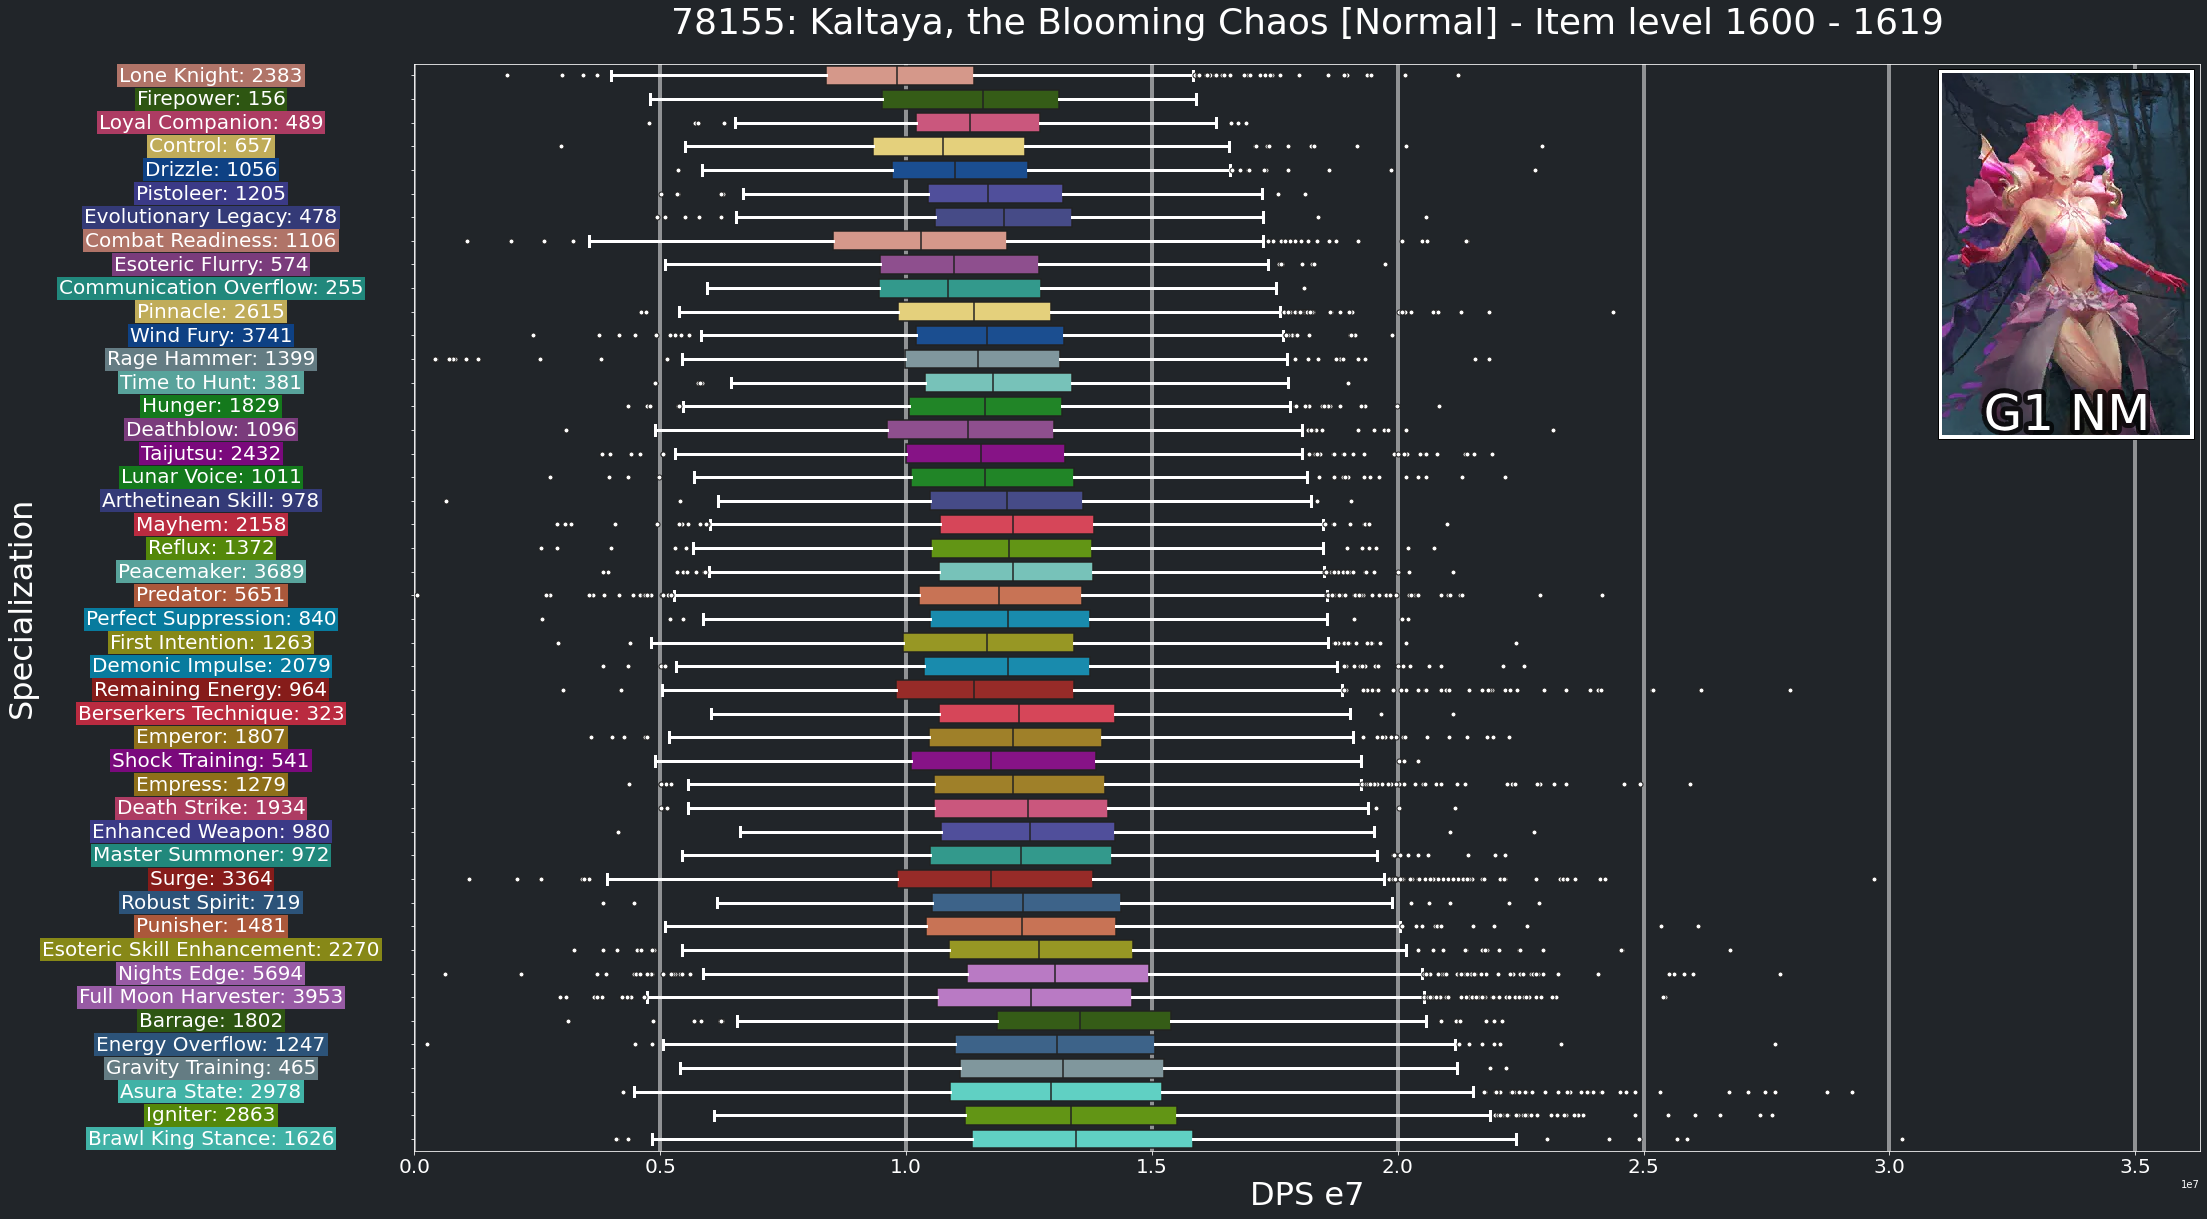 78155: Kaltaya, the Blooming Chaos [Normal] - Item level 1600 - 1619
Specialization
Lone Knight: 2383
Firepower: 156
Loyal Companion: 489
Control: 657
Drizzle: 1056
Pistoleer: 1205
Evolutionary Legacy: 478
Combat Readiness: 1106
Esoteric Flurry: 574
Communication Overflow: 255
Pinnacle: 2615
Wind Fury: 3741
Rage Hammer: 1399
Time to Hunt: 381
Hunger: 1829
Deathblow: 1096
Taijutsu: 2432
Lunar Voice: 1011
Arthetinean Skill: 978
Mayhem: 2158
Reflux: 1372
Peacemaker: 3689
Predator: 5651
Perfect Suppression: 840
First Intention: 1263
Demonic Impulse: 2079
Remaining Energy: 964
Berserkers Technique: 323
Emperor: 1807
Shock Training: 541
Empress: 1279
Death Strike: 1934
Enhanced Weapon: 980
Master Summoner: 972
Surge: 3364
Robust Spirit: 719
Punisher: 1481
Esoteric Skill Enhancement: 2270
Nights Edge: 5694
Full Moon Harvester: 3953
Barrage: 1802
Energy Overflow: 1247
Gravity Training: 465
Asura State: 2978
Igniter: 2863
Brawl King Stance: 1626
G1 NM
0.0 0.5 1.0 1.5 2.0 2.5 3.0 3.5
DPS e7
1e7